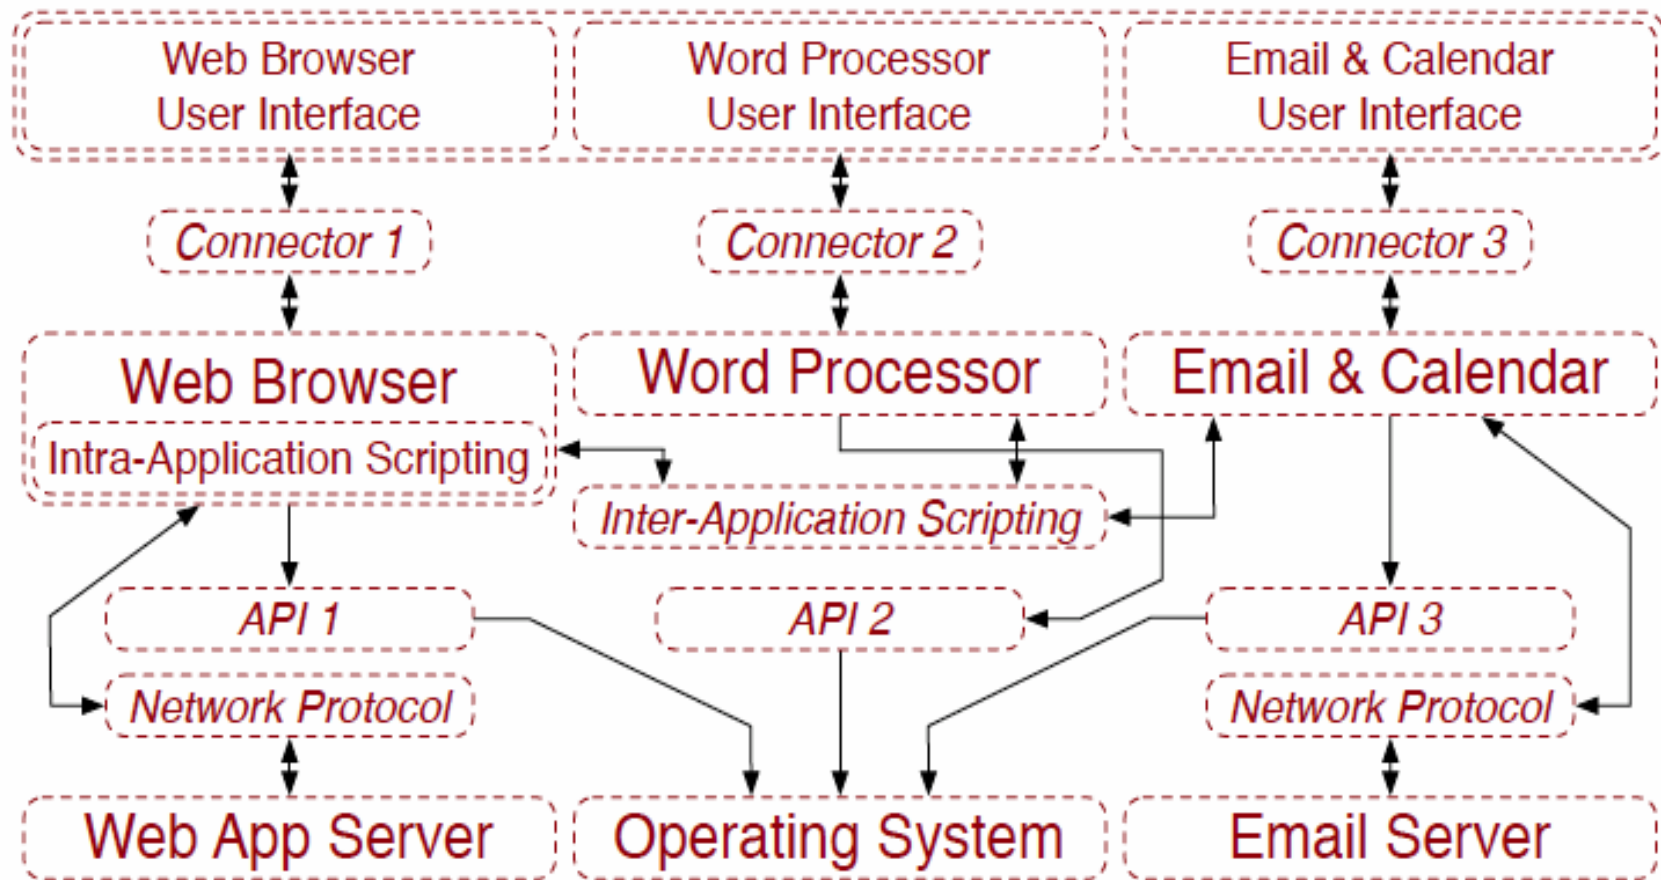 Web Browser
User Interface
Word Processor
User Interface
Email & Calendar
User Interface
Connector 1
Connector 2
Connector 3
Web Browser
Word Processor
Email & Calendar
Intra-Application Scripting
Inter-Application Scripting
API 1
API 2
API 3
Network Protocol
Network Protocol
Web App Server
Operating System
Email Server